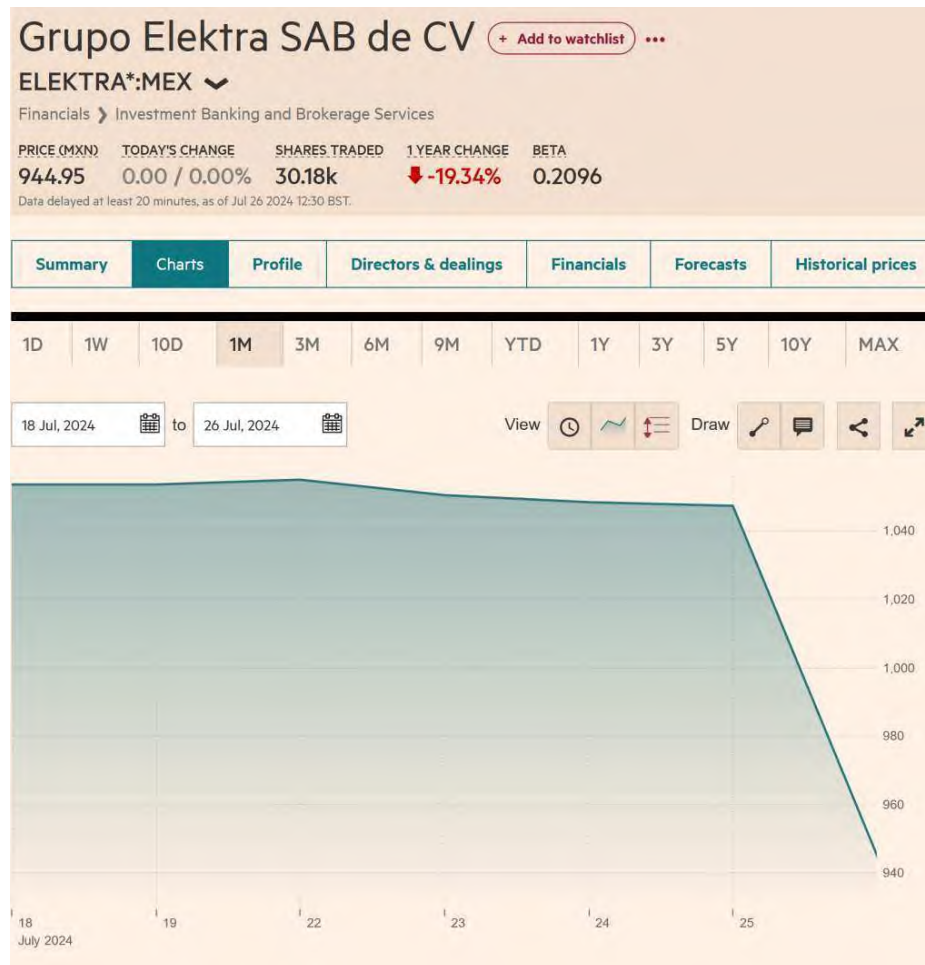 Grupo Elektra SAB de CV + Add to watchlist •••
ELEKTRA*:MEX
Financials ❯ Investment Banking and Brokerage Services
PRICE (MXN) TODAY'S CHANGE SHARES TRADED 1 YEAR CHANGE BETA
944.95 0.00 / 0.00% 30.18k -19.34% 0.2096
Data delayed at least 20 minutes, as of Jul 26 2024 12:30 BST.
Summary Charts Profile Directors & dealings Financials Forecasts Historical prices
1D 1W 10D 1M 3M 6M 9M YTD 1Y 3Y 5Y 10Y MAX
18 Jul, 2024 to 26 Jul, 2024 View Draw
1,040
1,020
1,000
980
960
940
18 19 22 23 24 25
July 2024